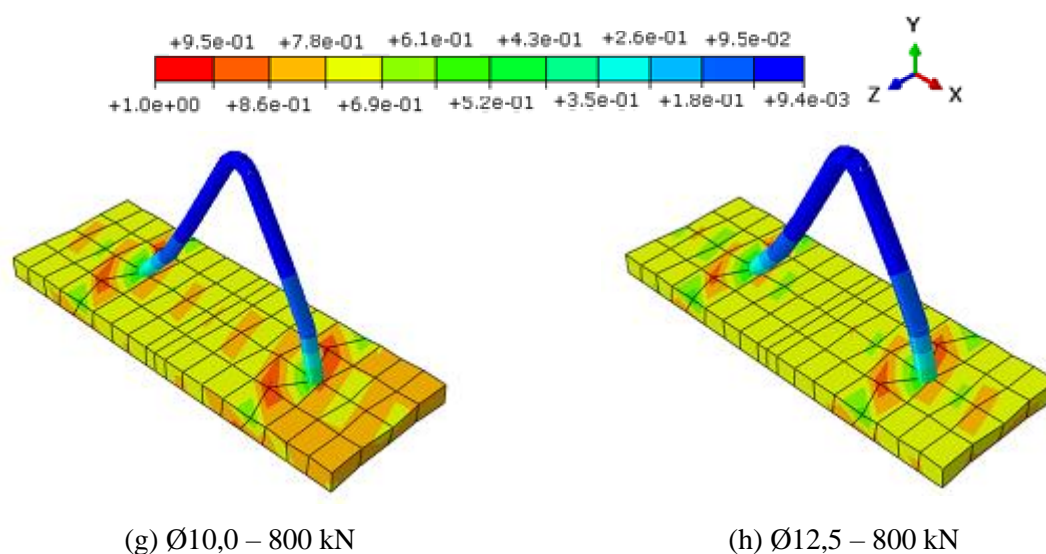 +9.5e-01 +7.8e-01 +6.1e-01 +4.3e-01 +2.6e-01 +9.5e-02
+1.0e+00 +8.6e-01 +6.9e-01 +5.2e-01 +3.5e-01 +1.8e-01 +9.4e-03
Y
Z X
(g) Ø10,0 – 800 kN (h) Ø12,5 – 800 kN